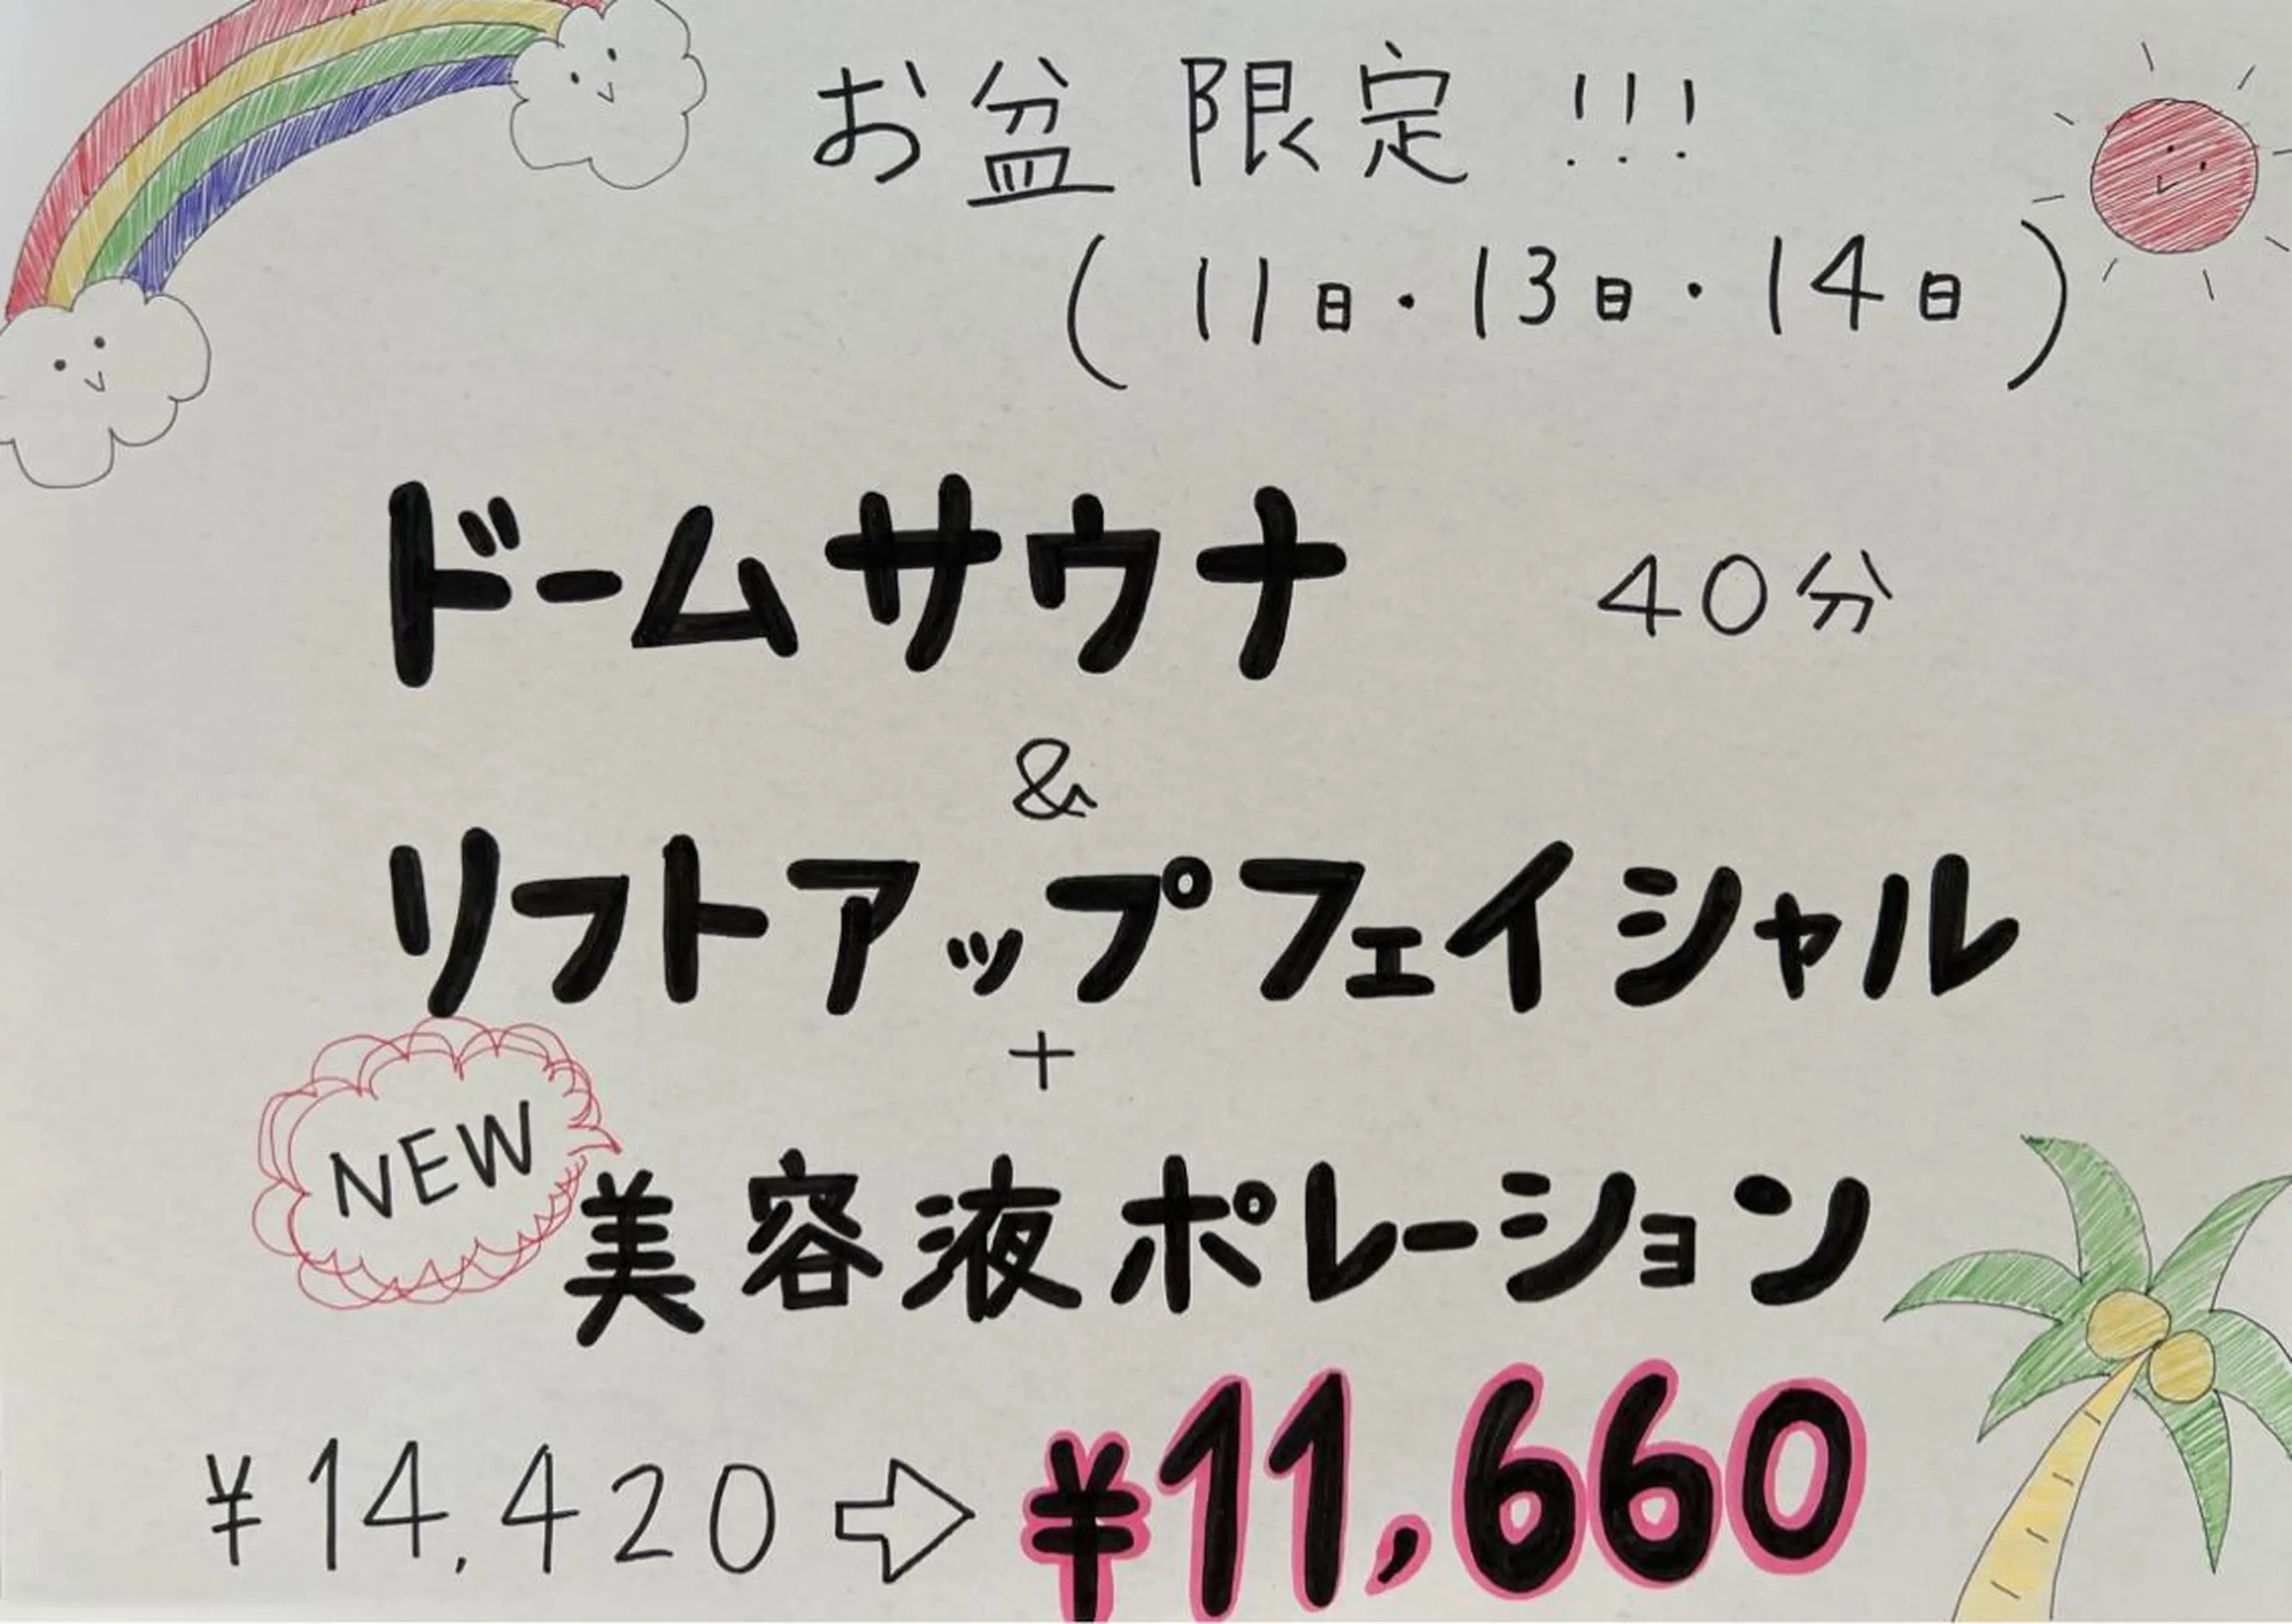 お盆限定!!!
(11日・13日・14日)
ドームサウナ 40分
&
リフトアップフェイシャル
+
NEW
美容液ポレーション
¥14,420⇨¥11,660